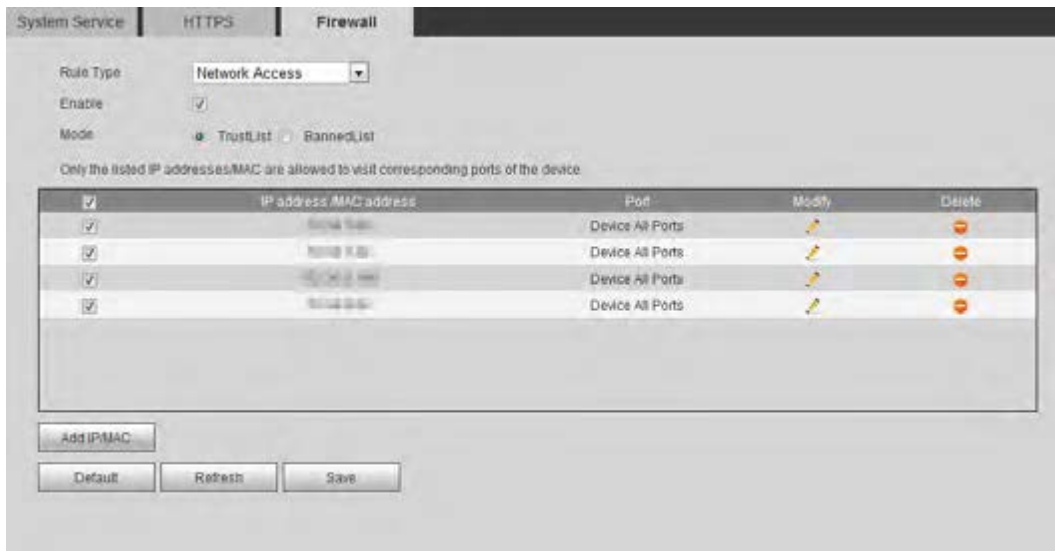 System Service HTTPS Firewall
Rule Type Network Access
Enable
Mode TrustList BannedList
Only the listed IP addresses/MAC are allowed to visit corresponding ports of the device.
IP address /MAC address Port Modify Delete
Device All Ports
Device All Ports
Device All Ports
Device All Ports
Add IP/MAC
Default Refresh Save